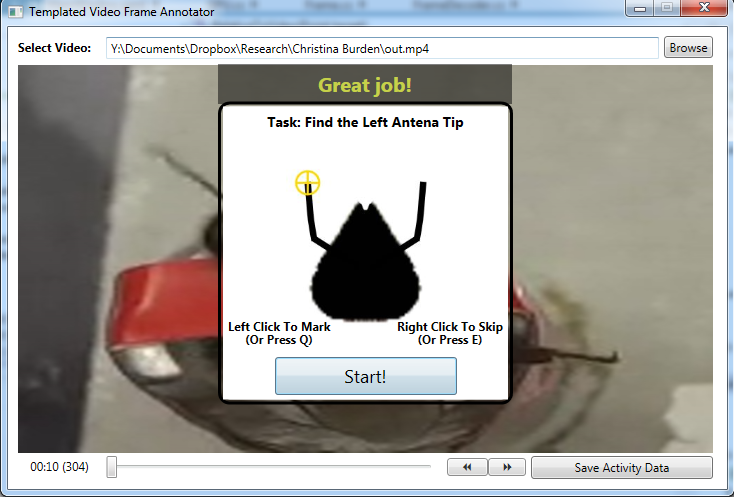 Templated Video Frame Annotator
Select Video:
Y:\Documents\Dropbox\Research\Christina Burden\out.mp4
Browse
Great job!
Task: Find the Left Antena Tip
Left Click To Mark
(Or Press Q)
Right Click To Skip
(Or Press E)
Start!
00:10 (304)
Save Activity Data